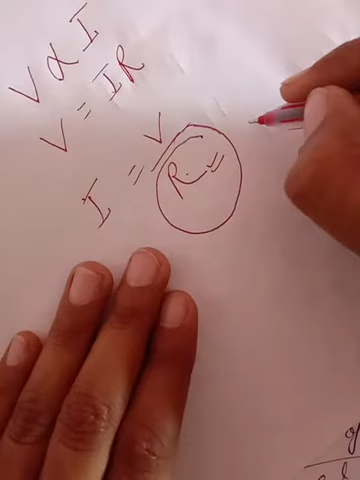 V ∝ I
V = IR
I = V/R =